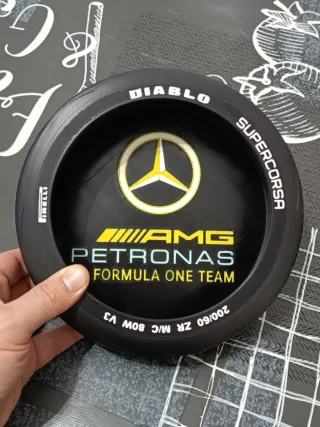 DIABLO
SUPERCORSA
PIRELLI
AMG
PETRONAS
FORMULA ONE TEAM
200/60 ZR M/C 80W V3